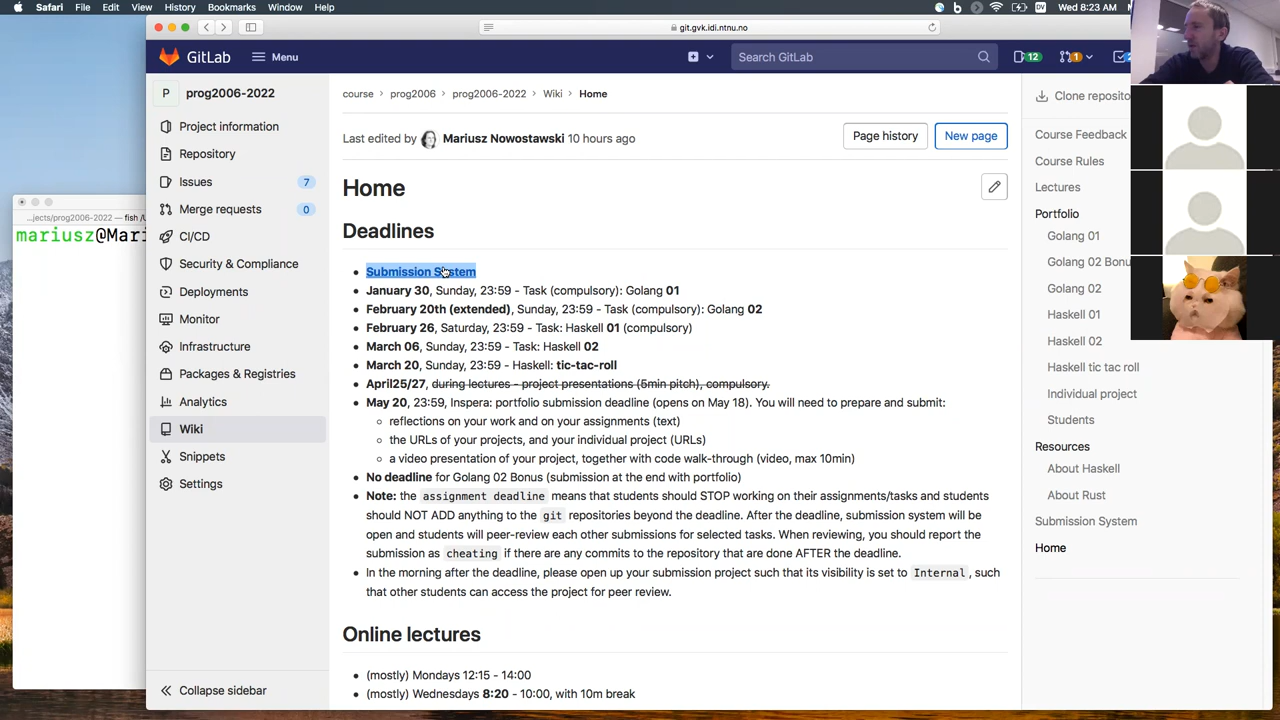 Safari File Edit View History Bookmarks Window Help
DV Wed 8:23 AM
git.gvk.idi.ntnu.no
GitLab Menu
Search GitLab
12
1
P prog2006-2022
Project information
Repository
Issues 7
Merge requests 0
CI/CD
Security & Compliance
Deployments
Monitor
Infrastructure
Packages & Registries
Analytics
Wiki
Snippets
Settings
Collapse sidebar
...jects/prog2006-2022 — fish /U
mariusz@Mari
course › prog2006 › prog2006-2022 › Wiki › Home
Last edited by Mariusz Nowostawski 10 hours ago
Page history
New page
Home
Deadlines
Submission System
January 30, Sunday, 23:59 - Task (compulsory): Golang 01
February 20th (extended), Sunday, 23:59 - Task (compulsory): Golang 02
February 26, Saturday, 23:59 - Task: Haskell 01 (compulsory)
March 06, Sunday, 23:59 - Task: Haskell 02
March 20, Sunday, 23:59 - Haskell: tic-tac-roll
April25/27, during lectures - project presentations (5min pitch), compulsory.
May 20, 23:59, Inspera: portfolio submission deadline (opens on May 18). You will need to prepare and submit:
reflections on your work and on your assignments (text)
the URLs of your projects, and your individual project (URLs)
a video presentation of your project, together with code walk-through (video, max 10min)
No deadline for Golang 02 Bonus (submission at the end with portfolio)
Note: the assignment deadline means that students should STOP working on their assignments/tasks and students
should NOT ADD anything to the git repositories beyond the deadline. After the deadline, submission system will be
open and students will peer-review each other submissions for selected tasks. When reviewing, you should report the
submission as cheating if there are any commits to the repository that are done AFTER the deadline.
In the morning after the deadline, please open up your submission project such that its visibility is set to Internal, such
that other students can access the project for peer review.
Online lectures
(mostly) Mondays 12:15 - 14:00
(mostly) Wednesdays 8:20 - 10:00, with 10m break
Clone reposito
Course Feedback
Course Rules
Lectures
Portfolio
Golang 01
Golang 02 Bonu
Golang 02
Haskell 01
Haskell 02
Haskell tic tac roll
Individual project
Students
Resources
About Haskell
About Rust
Submission System
Home